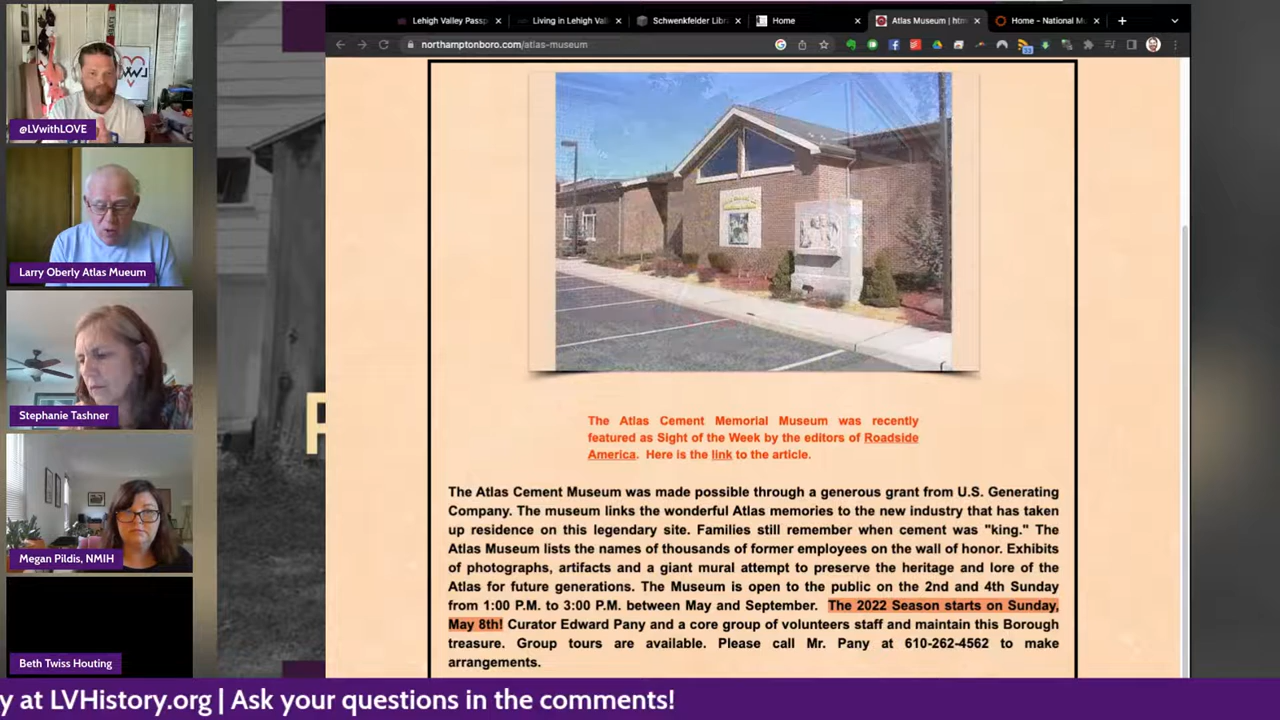 Lehigh Valley Passp
Living in Lehigh Val
Schwenkfelder Libra
Home
Atlas Museum | htm
Home - National M
northamptonboro.com/atlas-museum
@LVwithLOVE
Larry Oberly Atlas Mueum
Stephanie Tashner
Megan Pildis, NMIH
Beth Twiss Houting
The Atlas Cement Memorial Museum was recently
featured as Sight of the Week by the editors of Roadside
America. Here is the link to the article.
The Atlas Cement Museum was made possible through a generous grant from U.S. Generating
Company. The museum links the wonderful Atlas memories to the new industry that has taken
up residence on this legendary site. Families still remember when cement was "king." The
Atlas Museum lists the names of thousands of former employees on the wall of honor. Exhibits
of photographs, artifacts and a giant mural attempt to preserve the heritage and lore of the
Atlas for future generations. The Museum is open to the public on the 2nd and 4th Sunday
from 1:00 P.M. to 3:00 P.M. between May and September. The 2022 Season starts on Sunday,
May 8th! Curator Edward Pany and a core group of volunteers staff and maintain this Borough
treasure. Group tours are available. Please call Mr. Pany at 610-262-4562 to make
arrangements.
y at LVHistory.org | Ask your questions in the comments!